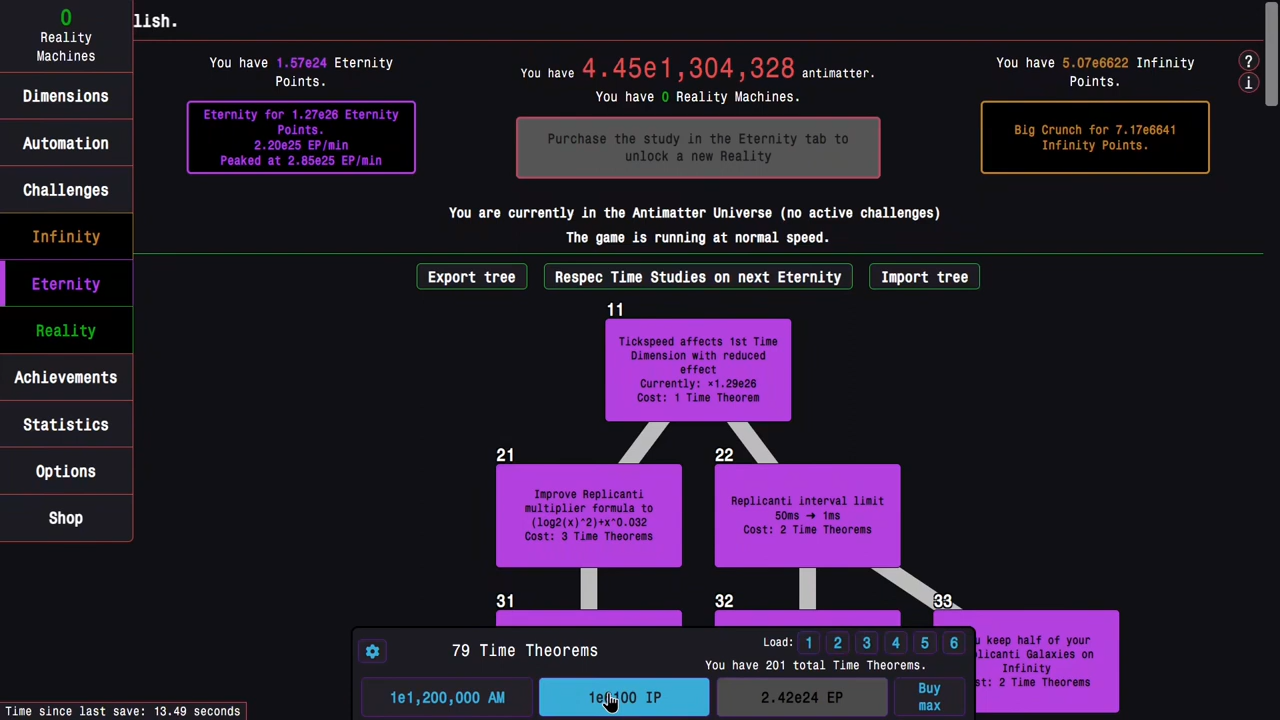 0
Reality
Machines
lish.
Dimensions
Automation
Challenges
Infinity
Eternity
Reality
Achievements
Statistics
Options
Shop
You have 1.57e24 Eternity
Points.
Eternity for 1.27e26 Eternity
Points.
2.20e25 EP/min
Peaked at 2.85e25 EP/min
You have 4.45e1,304,328 antimatter.
You have 0 Reality Machines.
Purchase the study in the Eternity tab to
unlock a new Reality
You have 5.07e6622 Infinity
Points.
Big Crunch for 7.17e6641
Infinity Points.
?
i
You are currently in the Antimatter Universe (no active challenges)
The game is running at normal speed.
Export tree
Respec Time Studies on next Eternity
Import tree
11
Tickspeed affects 1st Time
Dimension with reduced
effect
Currently: ×1.29e26
Cost: 1 Time Theorem
21
Improve Replicanti
multiplier formula to
(log2(x)^2)+x^0.032
Cost: 3 Time Theorems
22
Replicanti interval limit
50ms → 1ms
Cost: 2 Time Theorems
31
32
33
keep half of your
Galaxies on
Infinity
2 Time Theorems
79 Time Theorems
Load: 1 2 3 4 5 6
You have 201 total Time Theorems.
1e1,200,000 AM
IP
2.42e24 EP
Buy
max
Time since last save: 13.49 seconds